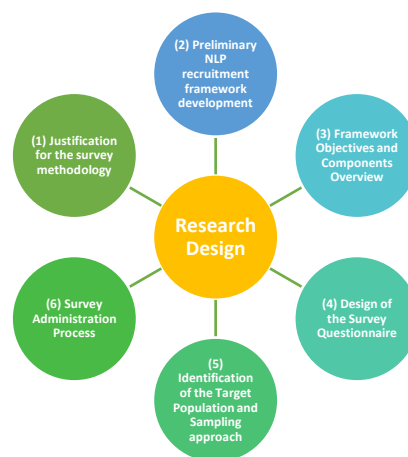 (2) Preliminary
NLP
recruitment
framework
development
(1) Justification
for the survey
methodology
(3) Framework
Objectives and
Components
Overview
Research
Design
(6) Survey
Administration
Process
(4) Design of
the Survey
Questionnaire
(5)
Identification
of the Target
Population and
Sampling
approach